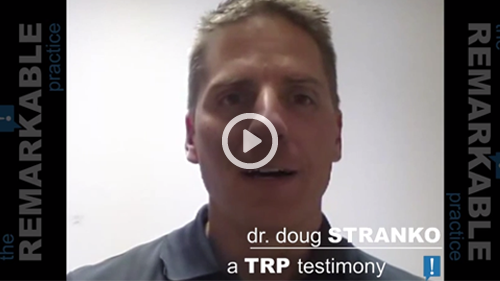 the
REMARKABLE
practice
dr. doug STRANKO
a TRP testimony
!
the
REMARKABLE
practice
!